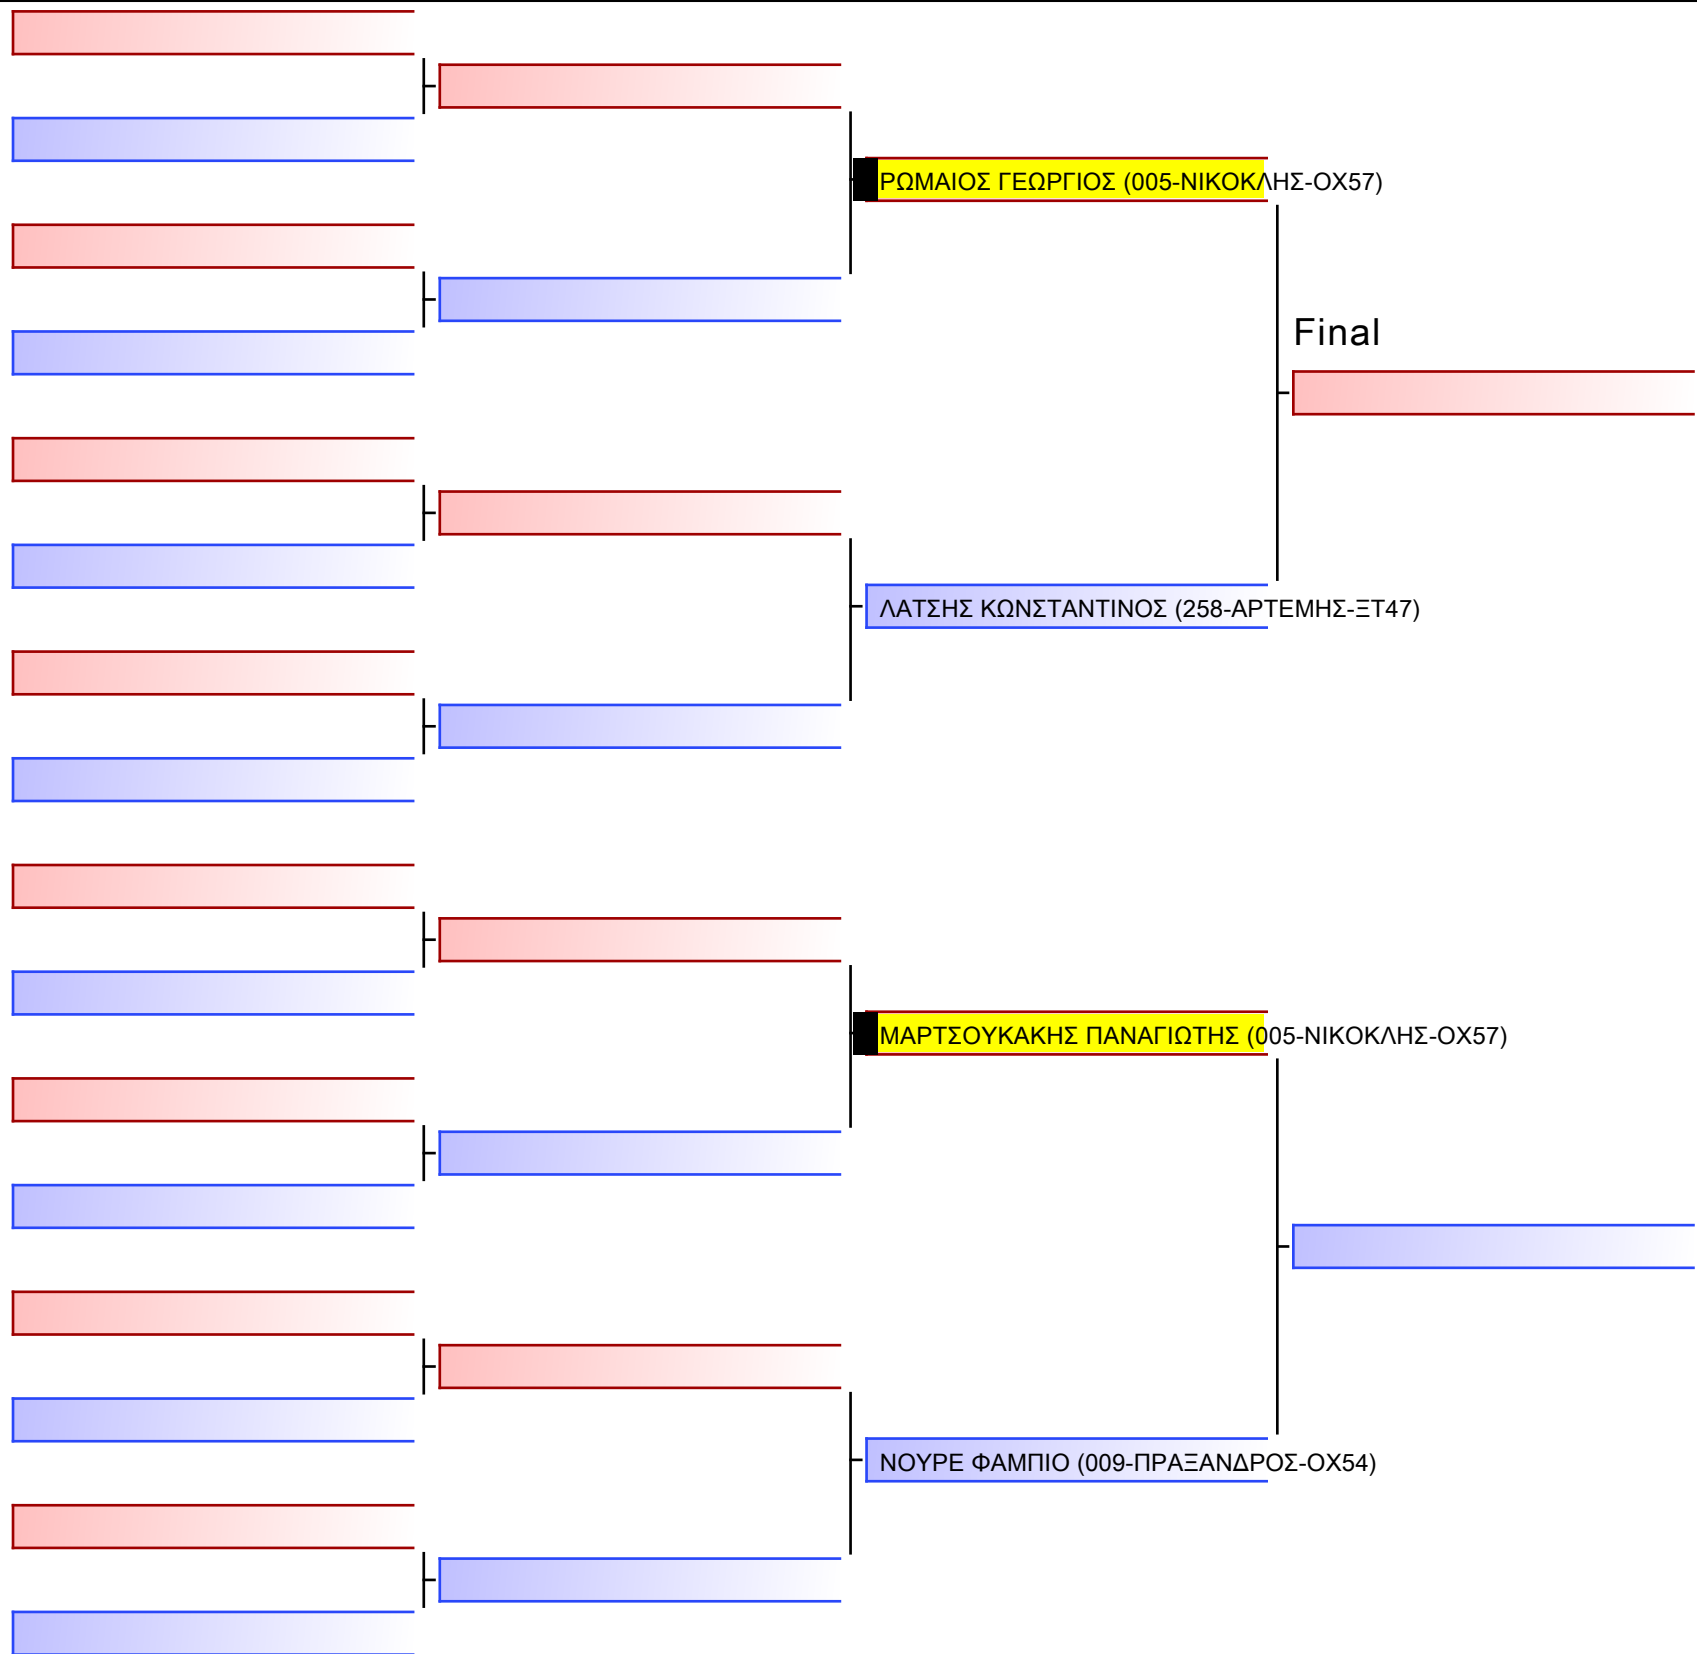 ΡΩΜΑΙΟΣ ΓΕΩΡΓΙΟΣ (005-ΝΙΚΟΚΛΗΣ-ΟΧ57)
Final
ΛΑΤΣΗΣ ΚΩΝΣΤΑΝΤΙΝΟΣ (258-ΑΡΤΕΜΗΣ-ΞΤ47)
ΜΑΡΤΣΟΥΚΑΚΗΣ ΠΑΝΑΓΙΩΤΗΣ (005-ΝΙΚΟΚΛΗΣ-ΟΧ57)
ΝΟΥΡΕ ΦΑΜΠΙΟ (009-ΠΡΑΞΑΝΔΡΟΣ-ΟΧ54)